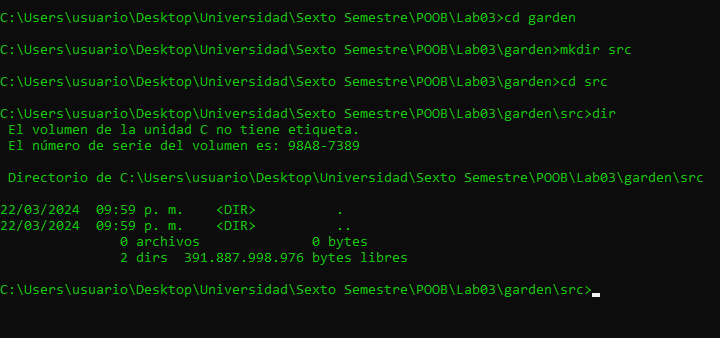 C:\Users\usuario\Desktop\Universidad\Sexto Semestre\POOB\Lab03>cd garden
C:\Users\usuario\Desktop\Universidad\Sexto Semestre\POOB\Lab03\garden>mkdir src
C:\Users\usuario\Desktop\Universidad\Sexto Semestre\POOB\Lab03\garden>cd src
C:\Users\usuario\Desktop\Universidad\Sexto Semestre\POOB\Lab03\garden\src>dir
 El volumen de la unidad C no tiene etiqueta.
 El número de serie del volumen es: 98A8-7389
 Directorio de C:\Users\usuario\Desktop\Universidad\Sexto Semestre\POOB\Lab03\garden\src
22/03/2024  09:59 p. m.    <DIR>          .
22/03/2024  09:59 p. m.    <DIR>          ..
               0 archivos              0 bytes
               2 dirs  391.887.998.976 bytes libres
C:\Users\usuario\Desktop\Universidad\Sexto Semestre\POOB\Lab03\garden\src>